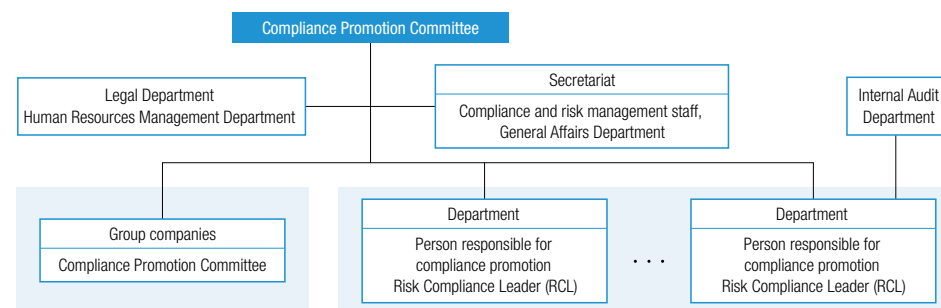 Compliance Promotion Committee
Legal Department
Human Resources Management Department
Secretariat
Compliance and risk management staff,
General Affairs Department
Internal Audit
Department
Group companies
Compliance Promotion Committee
Department
Person responsible for
compliance promotion
Risk Compliance Leader (RCL)
. . .
Department
Person responsible for
compliance promotion
Risk Compliance Leader (RCL)